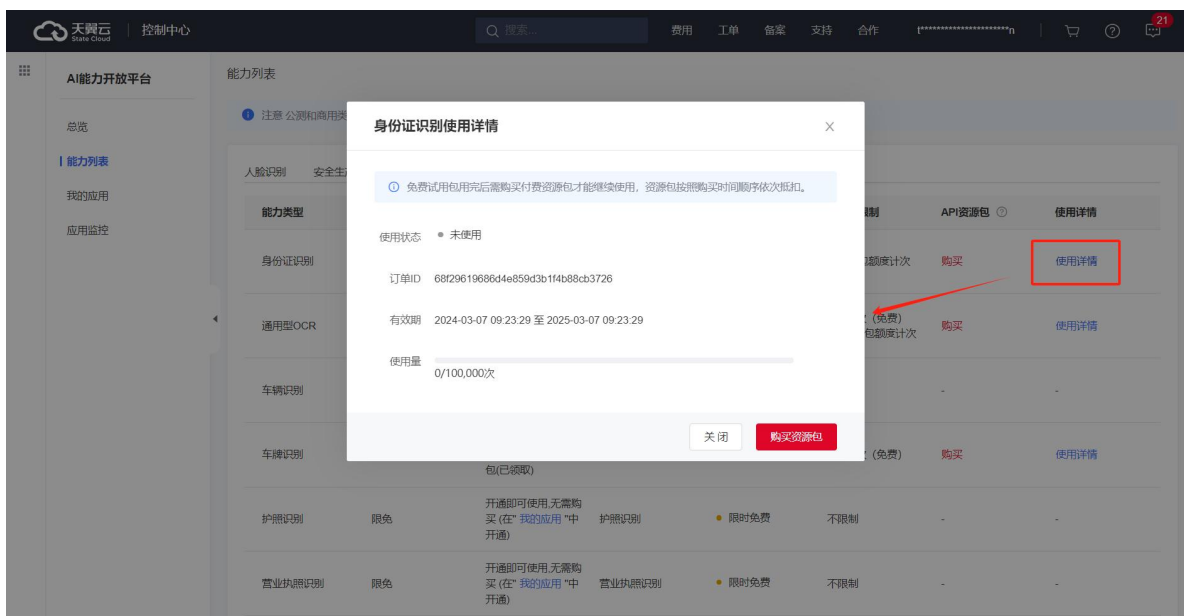 天翼云
State Cloud
控制中心
搜索...
费用
工单
备案
支持
合作
t**********************n
21
AI能力开放平台
总览
能力列表
我的应用
应用监控
能力列表
注意 公测和商用类
人脸识别
安全生产
能力类型
API资源包
使用详情
身份证识别
额度计次
购买
使用详情
通用型OCR
(免费)
包额度计次
购买
使用详情
车辆识别
-
-
车牌识别
包(已领取)
(免费)
购买
使用详情
护照识别
限免
开通即可使用,无需购
买 (在" 我的应用 "中
开通)
护照识别
限时免费
不限制
-
-
营业执照识别
限免
开通即可使用,无需购
买 (在" 我的应用 "中
开通)
营业执照识别
限时免费
不限制
-
-
身份证识别使用详情
免费试用包用完后需购买付费资源包才能继续使用，资源包按照购买时间顺序依次抵扣。
使用状态
未使用
订单ID
68f29619686d4e859d3b1f4b88cb3726
有效期
2024-03-07 09:23:29 至 2025-03-07 09:23:29
使用量
0/100,000次
关闭
购买资源包